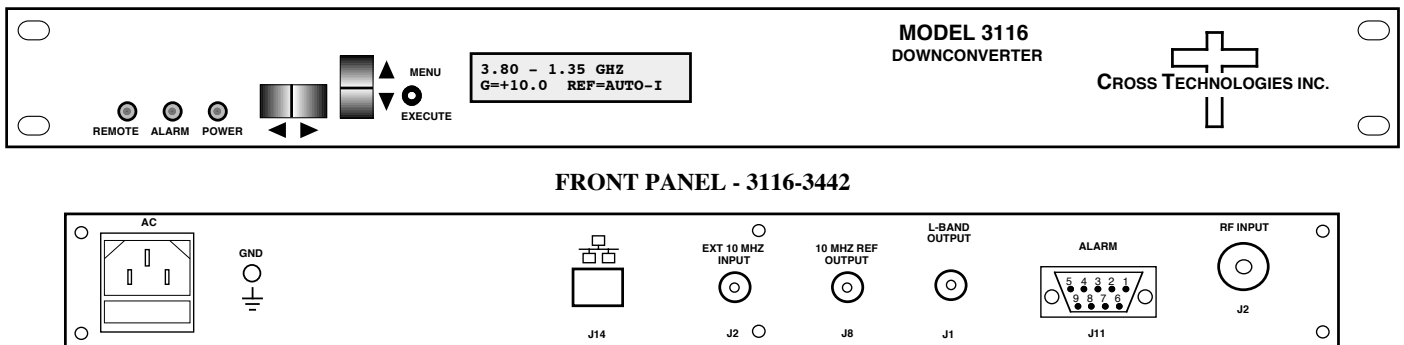 MODEL 3116
DOWNCONVERTER
CROSS TECHNOLOGIES INC.
3.80 - 1.35 GHZ
G=+10.0 REF=AUTO-I
MENU
EXECUTE
REMOTE ALARM POWER
FRONT PANEL - 3116-3442
AC
GND
EXT 10 MHZ
INPUT
10 MHZ REF
OUTPUT
L-BAND
OUTPUT
ALARM
RF INPUT
5 4 3 2 1
9 8 7 6
J14
J2
J8
J1
J11
J2